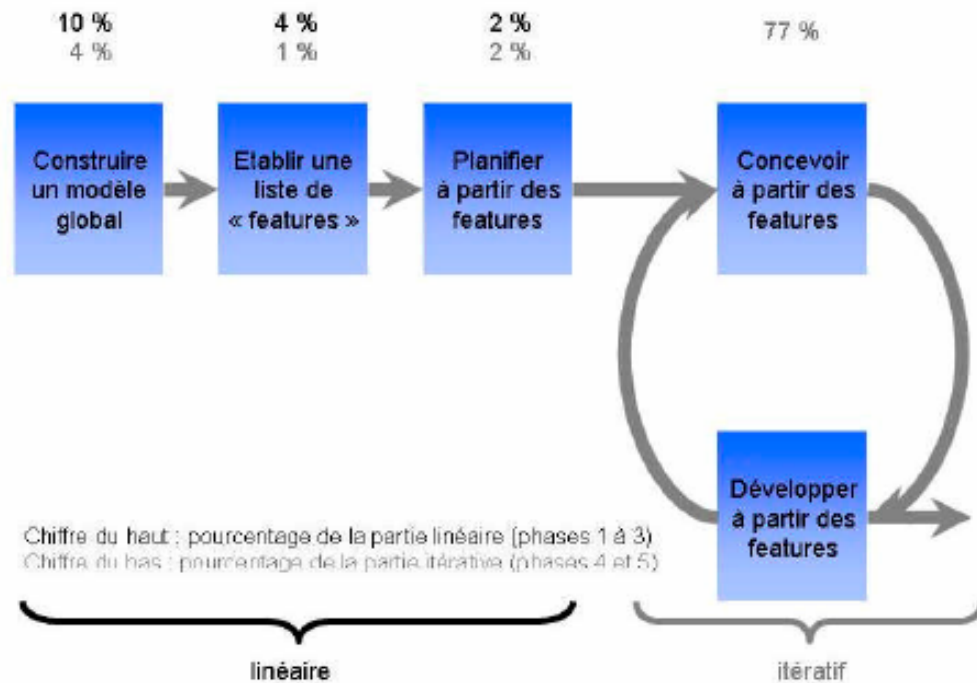 10 %
4 %
4 %
1 %
2 %
2 %
77 %
Construire
un modèle
global
Etablir une
liste de
« features »
Planifier
à partir des
features
Concevoir
à partir des
features
Développer
à partir des
features
Chiffre du haut : pourcentage de la partie linéaire (phases 1 à 3)
Chiffre du bas : pourcentage de la partie itérative (phases 4 et 5)
linéaire
itératif